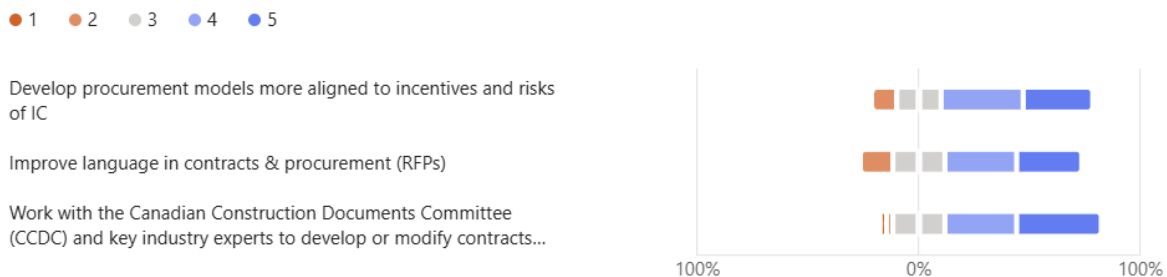 1 2 3 4 5
Develop procurement models more aligned to incentives and risks
of IC
Improve language in contracts & procurement (RFPs)
Work with the Canadian Construction Documents Committee
(CCDC) and key industry experts to develop or modify contracts...
100% 0% 100%